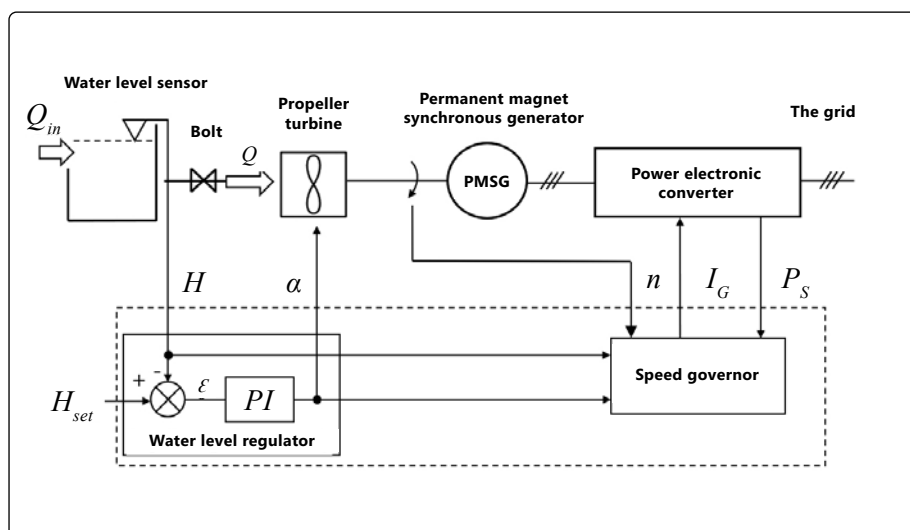 Water level sensor
Q_in
Bolt
Q
Propeller
turbine
Permanent magnet
synchronous generator
PMSG
The grid
Power electronic
converter
H
α
n
I_G
P_S
+
-
H_set
ε
PI
Water level regulator
Speed governor